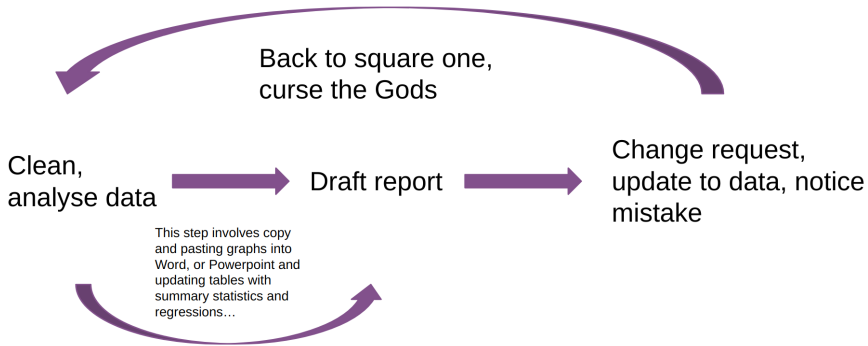 Back to square one,
curse the Gods
Clean,
analyse data
Draft report
Change request,
update to data, notice
mistake
This step involves copy
and pasting graphs into
Word, or Powerpoint and
updating tables with
summary statistics and
regressions…